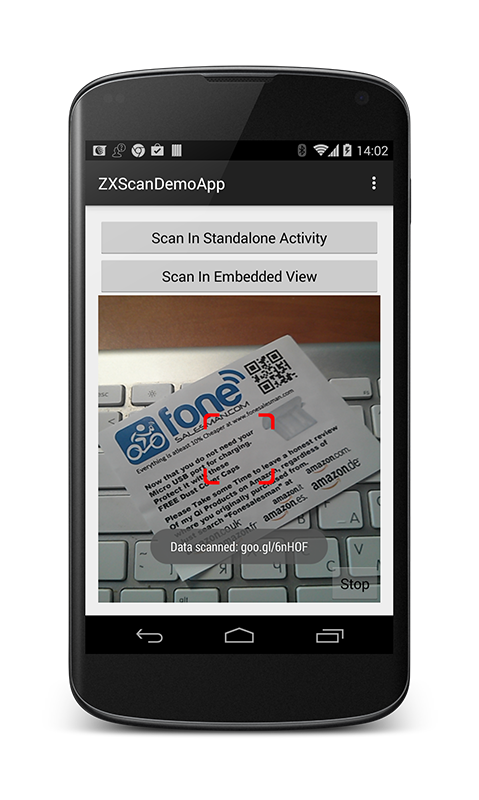 14:02
ZXScanDemoApp
Scan In Standalone Activity
Scan In Embedded View
esc
fone
SALESMAN.COM
Everything is atleast 10% Cheaper at www.fonesalesman.com
Now that you do not need your
Micro USB port for charging.
Protect it with these
FREE Dust Caps
Please Take some Time to leave a honest review
Of my Qi Products on Amazon regardless of
where you originally purchased from.
search "Fonesalesman" at
amazon.com
amazon.it
amazon.de
amazon.es
amazon.fr
A
Data scanned: goo.gl/6nHOF
Stop
alt